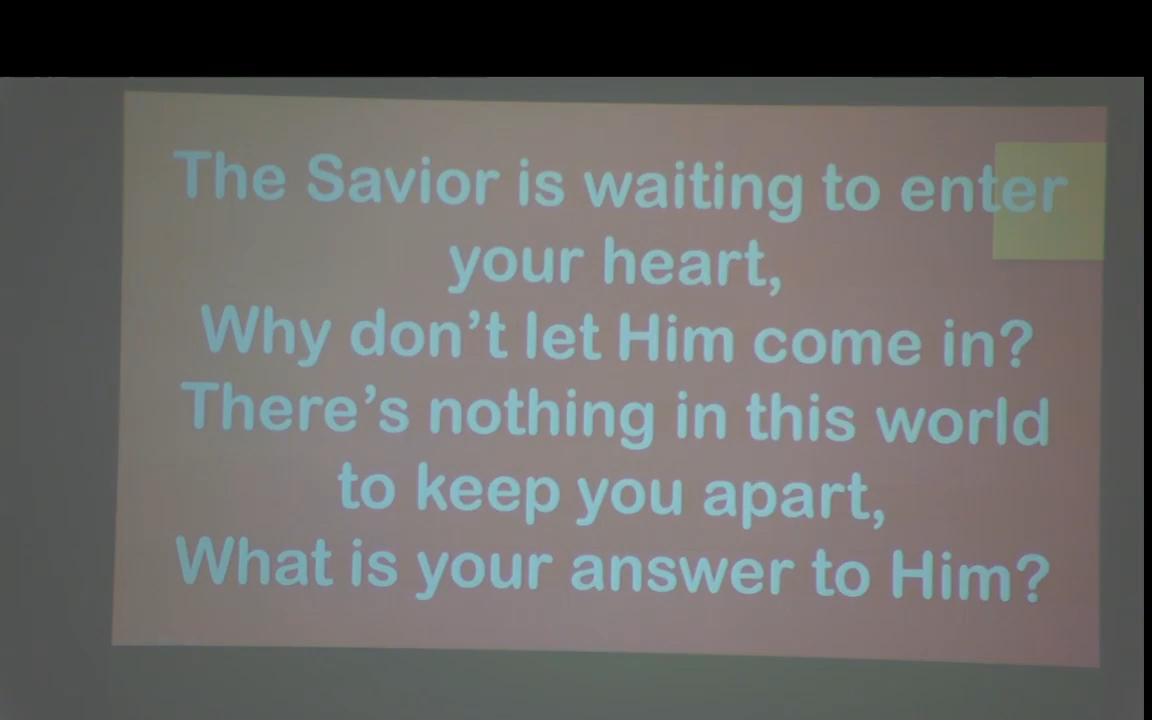 The Savior is waiting to enter
your heart,
Why don’t let Him come in?
There’s nothing in this world
to keep you apart,
What is your answer to Him?